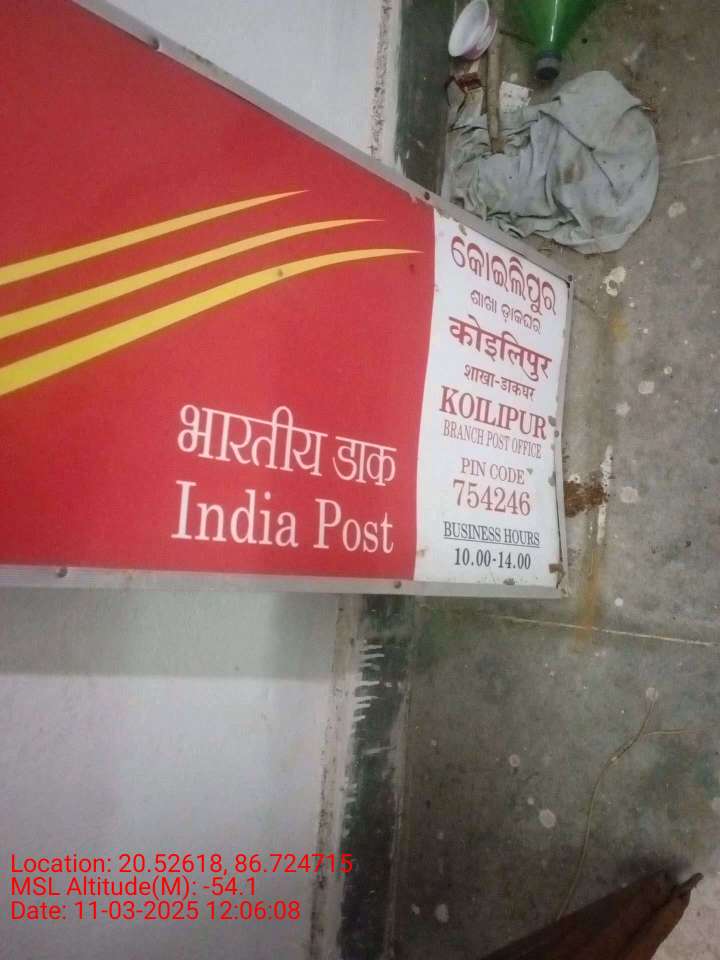 भारतीय डाक
India Post
କୋଇଲିପୁର
ଶାଖା ଡ଼ାକଘର
कोइलिपुर
शाखा-डाकघर
KOILIPUR
BRANCH POST OFFICE
PIN CODE
754246
BUSINESS HOURS
10.00-14.00
Location: 20.52618, 86.724715
MSL Altitude(M): -54.1
Date: 11-03-2025 12:06:08